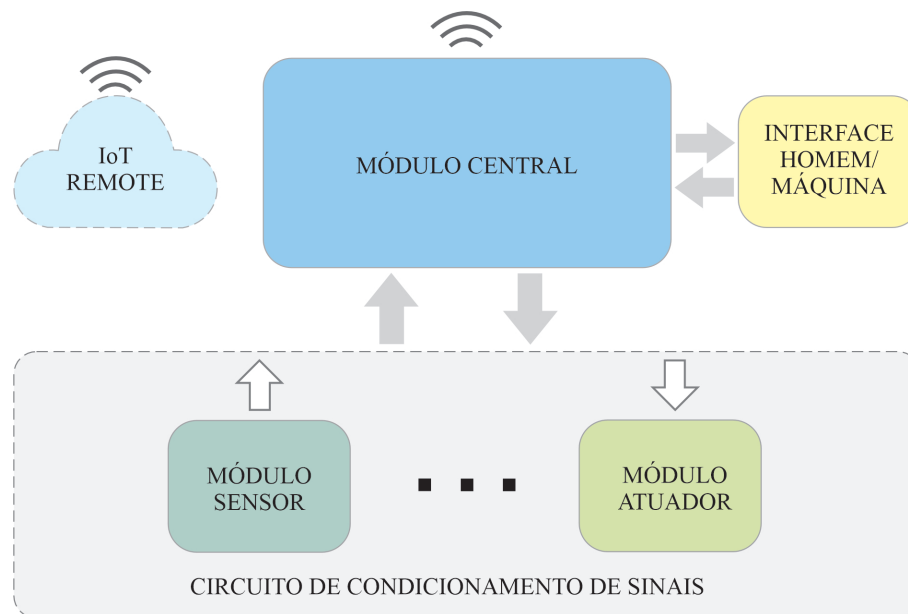 IoT
REMOTE
MÓDULO CENTRAL
INTERFACE
HOMEM/
MÁQUINA
MÓDULO
SENSOR
MÓDULO
ATUADOR
CIRCUITO DE CONDICIONAMENTO DE SINAIS